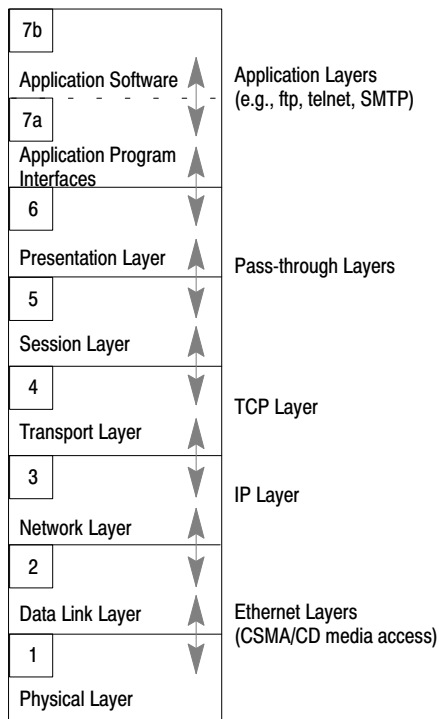 7b
Application Software
Application Layers
(e.g., ftp, telnet, SMTP)
7a
Application Program
Interfaces
6
Presentation Layer
Pass-through Layers
5
Session Layer
4
TCP Layer
Transport Layer
3
IP Layer
Network Layer
2
Data Link Layer
Ethernet Layers
(CSMA/CD media access)
1
Physical Layer